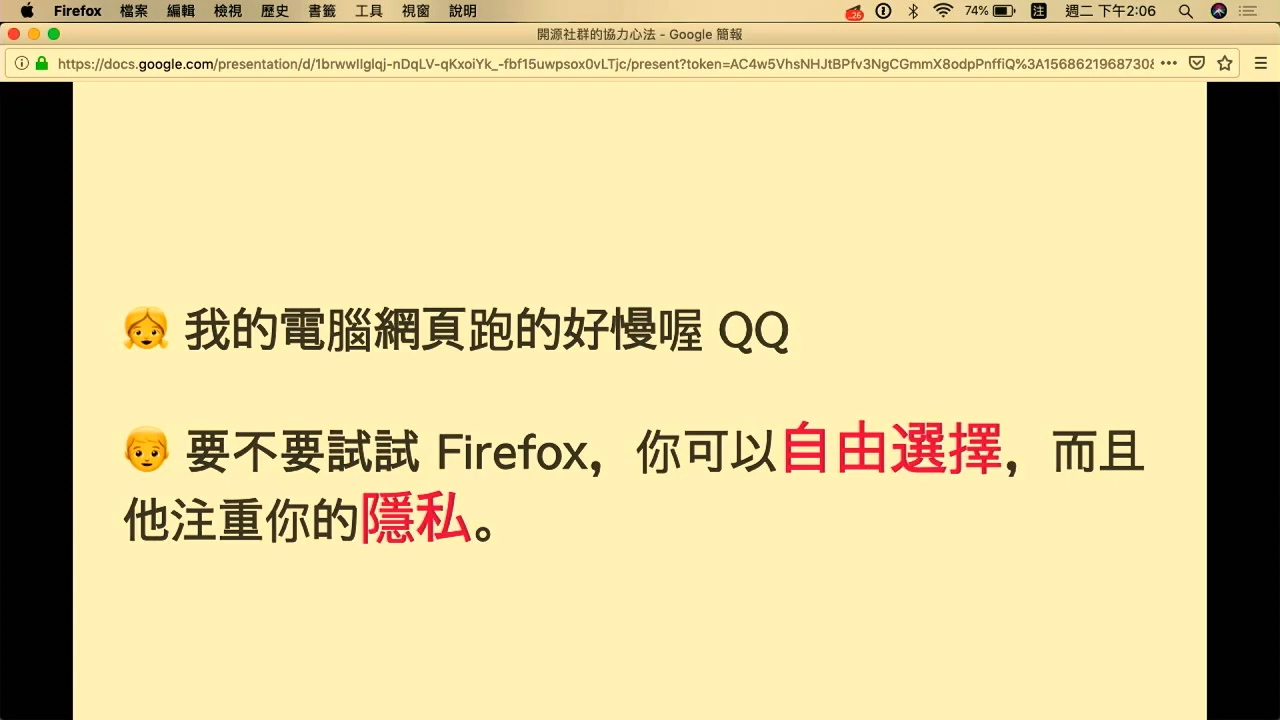 Firefox 檔案 編輯 檢視 歷史 書籤 工具 視窗 說明 26 74% 注 週二 下午2:06
開源社群的協力心法 - Google 簡報
https://docs.google.com/presentation/d/1brwwIlglqj-nDqLV-qKxoiYk_-fbf15uwpsox0vLTjc/present?token=AC4w5VhsNHJtBPfv3NgCGmmX8odpPnffiQ%3A1568621968730&
我的電腦網頁跑的好慢喔 QQ
要不要試試 Firefox，你可以自由選擇，而且
他注重你的隱私。